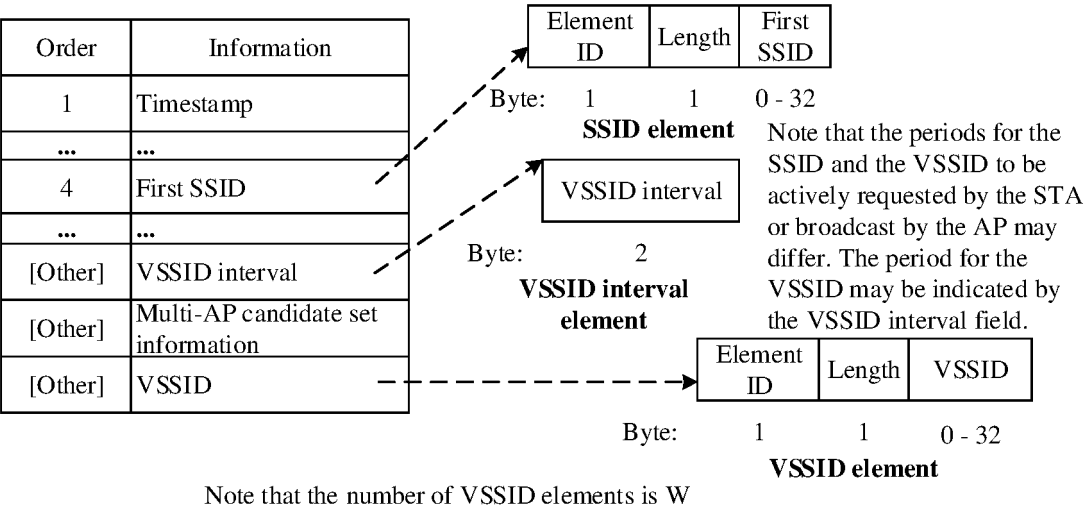 Order Information
1 Timestamp
... ...
4 First SSID
... ...
[Other] VSSID interval
[Other] Multi-AP candidate set
information
[Other] VSSID
Element
ID
Length
First
SSID
Byte: 1 1 0 - 32
SSID element
VSSID interval
Byte: 2
VSSID interval
element
Note that the periods for the
SSID and the VSSID to be
actively requested by the STA
or broadcast by the AP may
differ. The period for the
VSSID may be indicated by
the VSSID interval field.
Element
ID
Length
VSSID
Byte: 1 1 0 - 32
VSSID element
Note that the number of VSSID elements is W